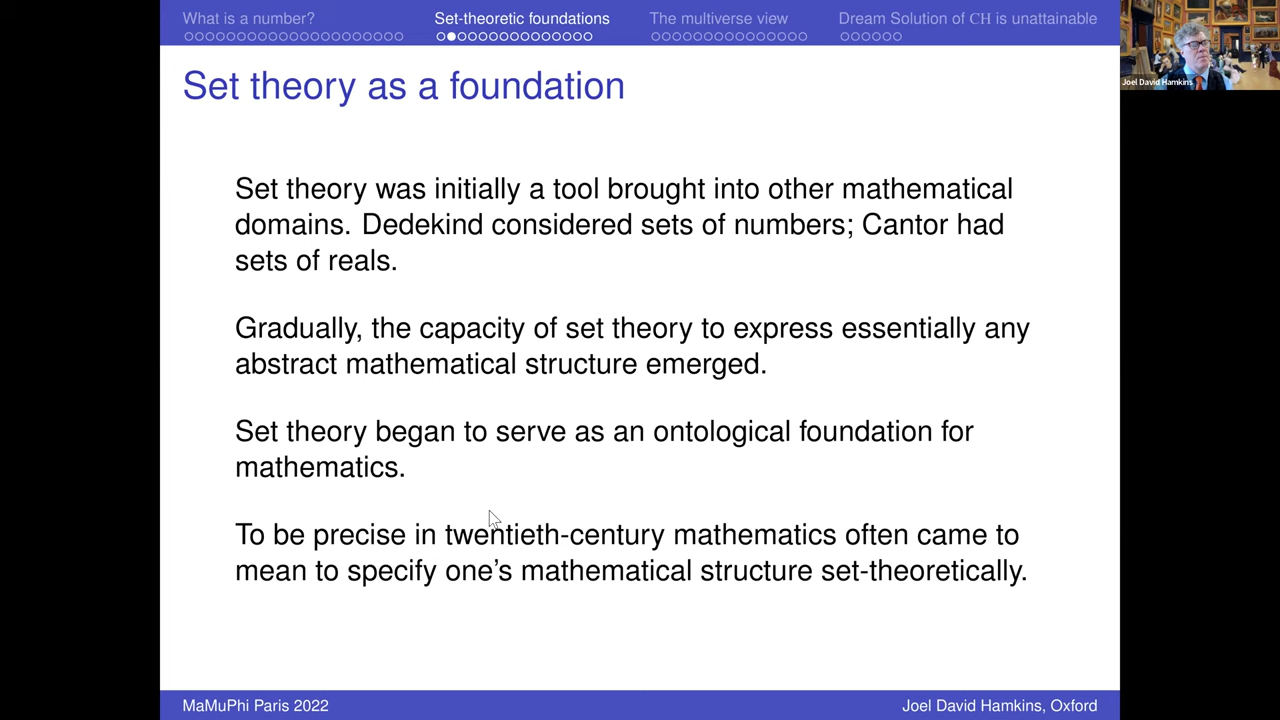 What is a number?
Set-theoretic foundations
The multiverse view
Dream Solution of CH is unattainable
Joel David Hamkins
Set theory as a foundation
Set theory was initially a tool brought into other mathematical
domains. Dedekind considered sets of numbers; Cantor had
sets of reals.
Gradually, the capacity of set theory to express essentially any
abstract mathematical structure emerged.
Set theory began to serve as an ontological foundation for
mathematics.
To be precise in twentieth-century mathematics often came to
mean to specify one's mathematical structure set-theoretically.
MaMuPhi Paris 2022
Joel David Hamkins, Oxford